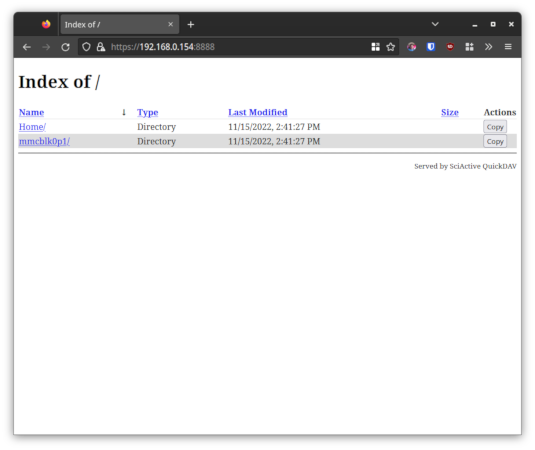 Index of /
https://192.168.0.154:8888
Index of /
Name ↓ Type Last Modified Size Actions
Home/ Directory 11/15/2022, 2:41:27 PM Copy
mmcblk0p1/ Directory 11/15/2022, 2:41:27 PM Copy
Served by SciActive QuickDAV